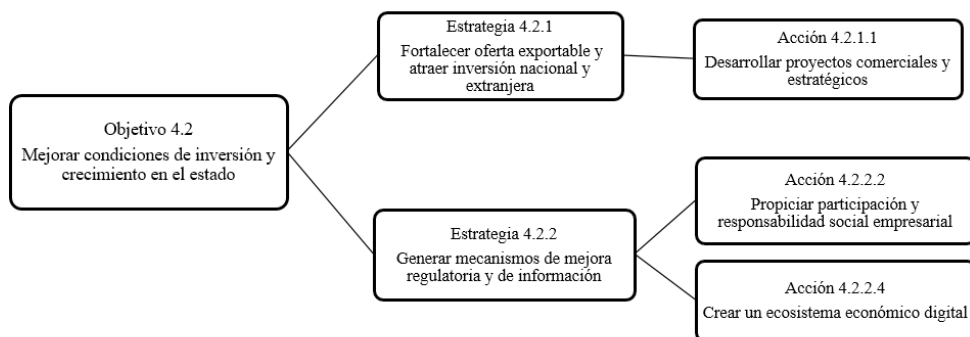 Objetivo 4.2
Mejorar condiciones de inversión y
crecimiento en el estado
Estrategia 4.2.1
Fortalecer oferta exportable y
atraer inversión nacional y
extranjera
Acción 4.2.1.1
Desarrollar proyectos comerciales y
estratégicos
Estrategia 4.2.2
Generar mecanismos de mejora
regulatoria y de información
Acción 4.2.2.2
Propiciar participación y
responsabilidad social empresarial
Acción 4.2.2.4
Crear un ecosistema económico digital